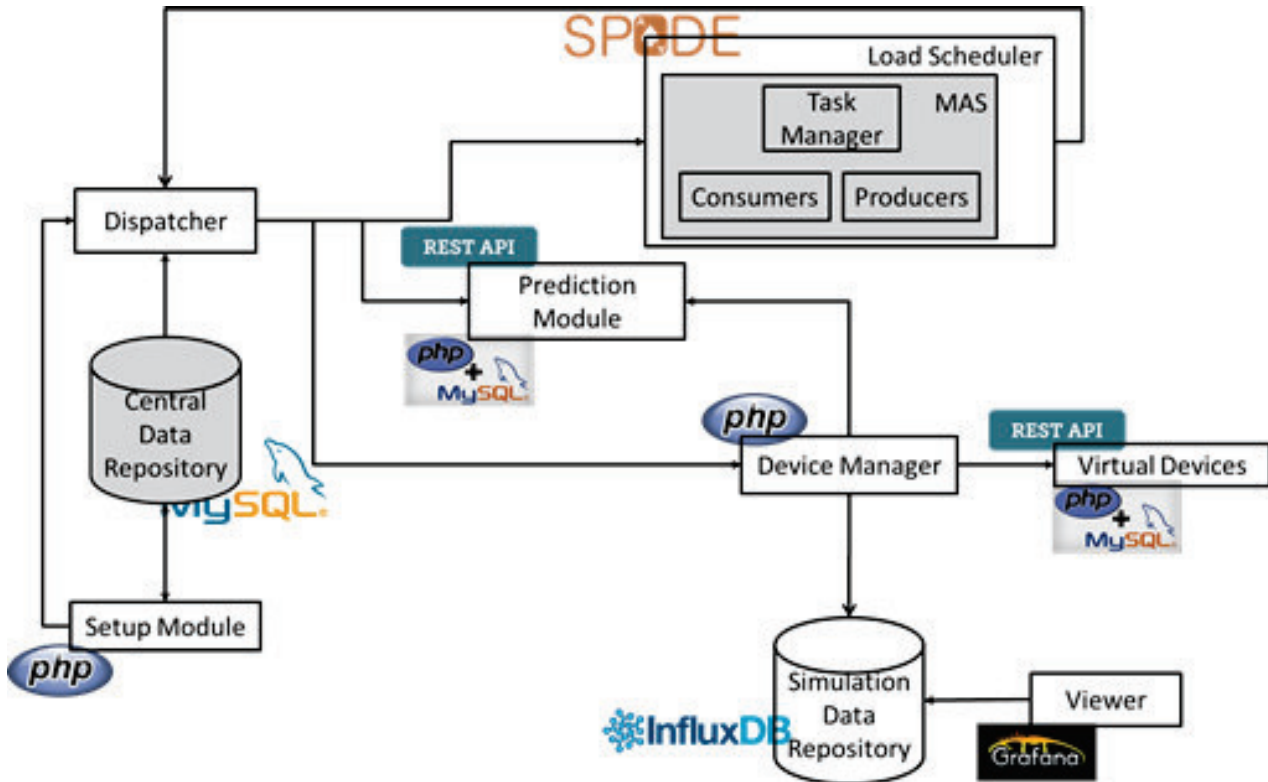 SPADE
Load Scheduler
Task
Manager
MAS
Consumers
Producers
Dispatcher
REST API
Prediction
Module
php
+
MySQL®
Central
Data
Repository
MySQL®
php
Device Manager
REST API
Virtual Devices
php
+
MySQL®
Setup Module
php
Simulation
Data
Repository
InfluxDB
Viewer
Grafana